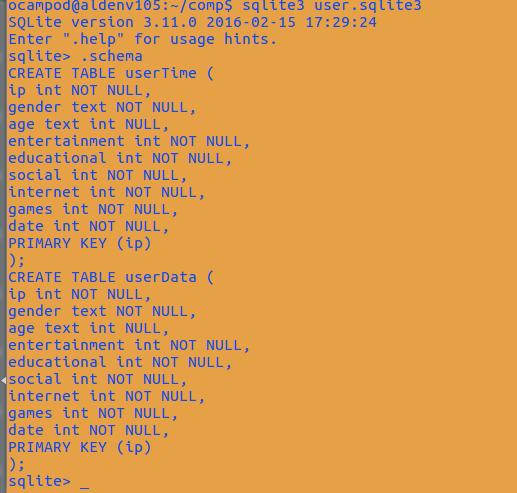 ocampod@aldenv105:~/comp$ sqlite3 user.sqlite3
SQLite version 3.11.0 2016-02-15 17:29:24
Enter ".help" for usage hints.
sqlite> .schema
CREATE TABLE userTime (
ip int NOT NULL,
gender text NOT NULL,
age text int NULL,
entertainment int NOT NULL,
educational int NOT NULL,
social int NOT NULL,
internet int NOT NULL,
games int NOT NULL,
date int NOT NULL,
PRIMARY KEY (ip)
);
CREATE TABLE userData (
ip int NOT NULL,
gender text NOT NULL,
age text int NULL,
entertainment int NOT NULL,
educational int NOT NULL,
social int NOT NULL,
internet int NOT NULL,
games int NOT NULL,
date int NOT NULL,
PRIMARY KEY (ip)
);
sqlite> _